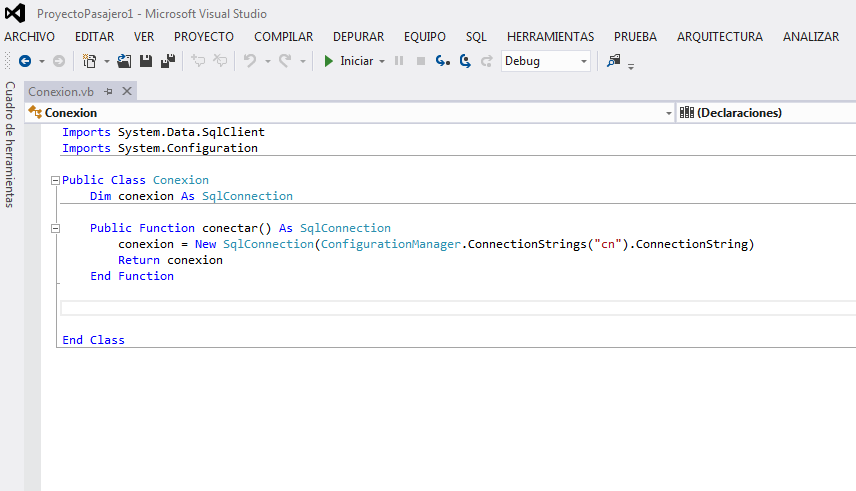 ProyectoPasajero1 - Microsoft Visual Studio
ARCHIVO EDITAR VER PROYECTO COMPILAR DEPURAR EQUIPO SQL HERRAMIENTAS PRUEBA ARQUITECTURA ANALIZAR
Iniciar Debug
Cuadro de herramientas
Conexion.vb
Conexion (Declaraciones)
Imports System.Data.SqlClient
Imports System.Configuration
Public Class Conexion
Dim conexion As SqlConnection
Public Function conectar() As SqlConnection
conexion = New SqlConnection(ConfigurationManager.ConnectionStrings("cn").ConnectionString)
Return conexion
End Function
End Class